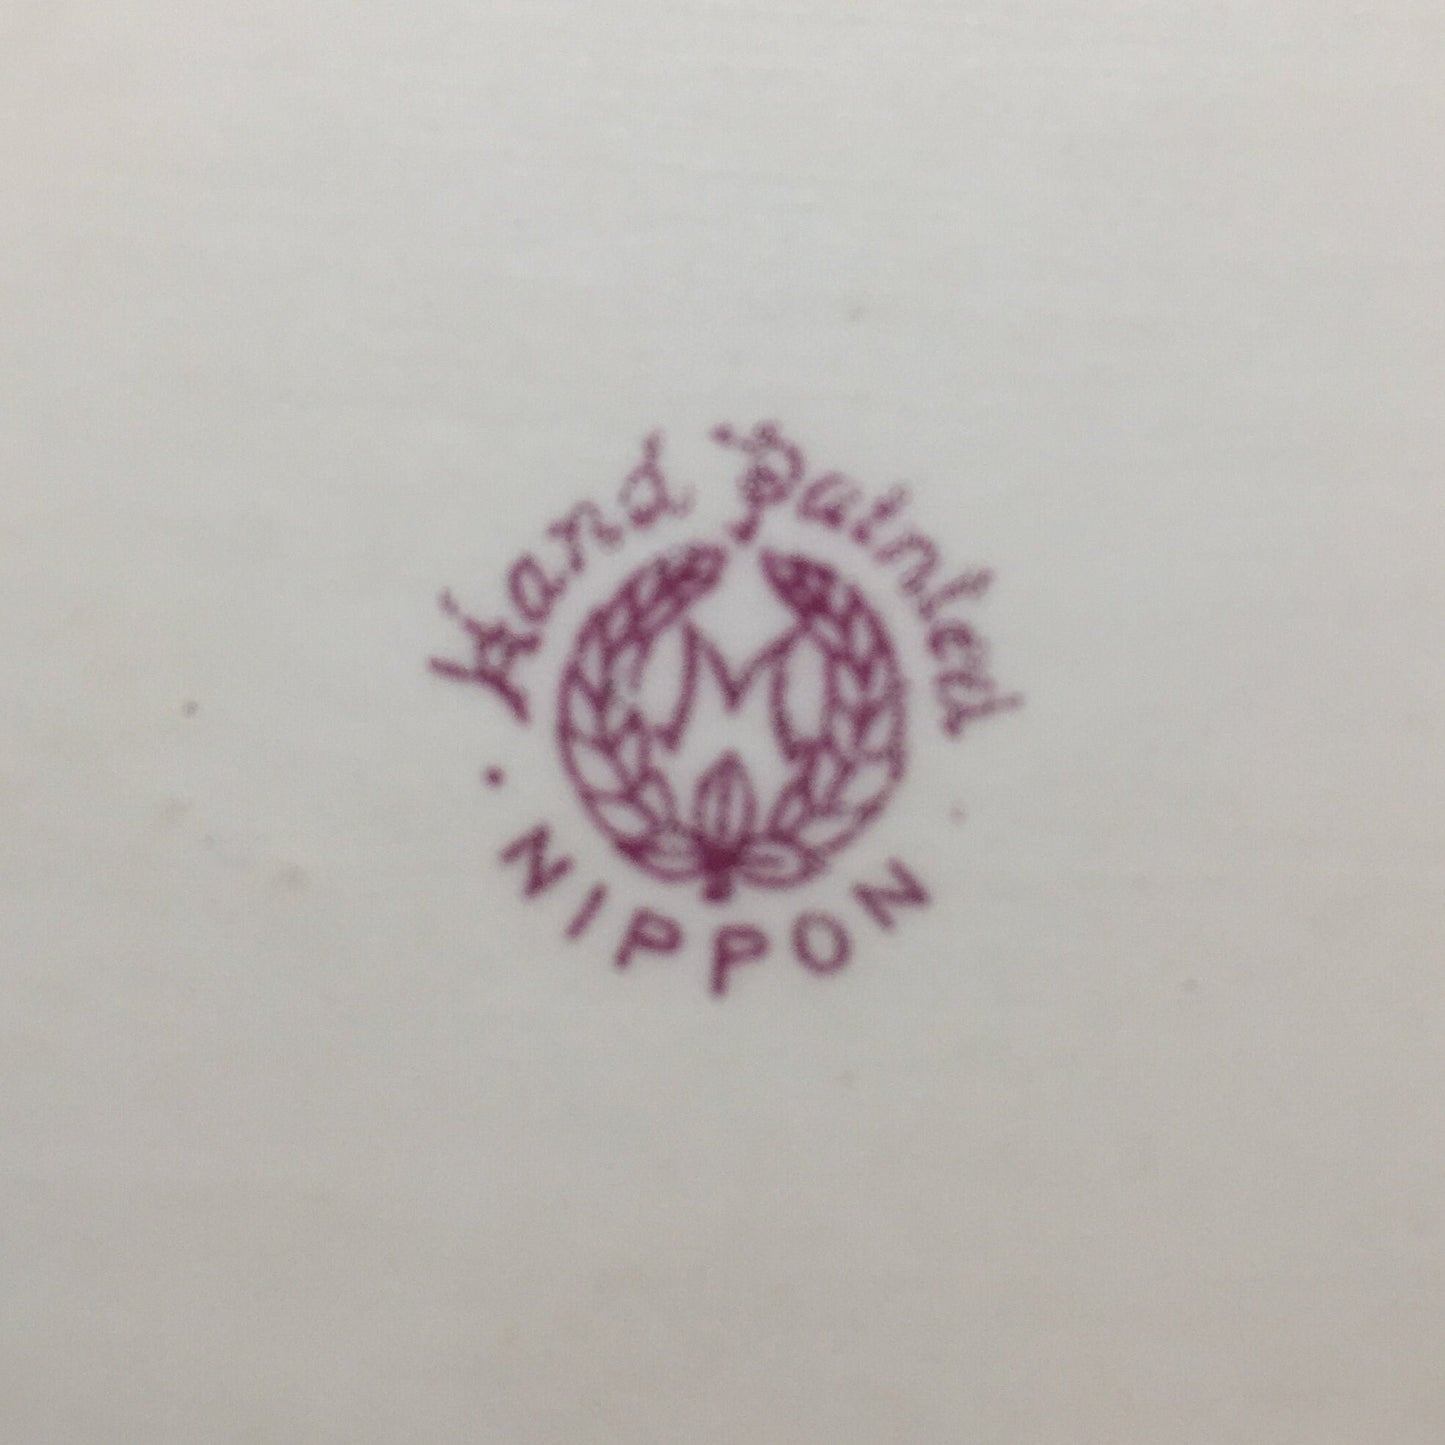 Hand Painted
M
· NIPPON ·